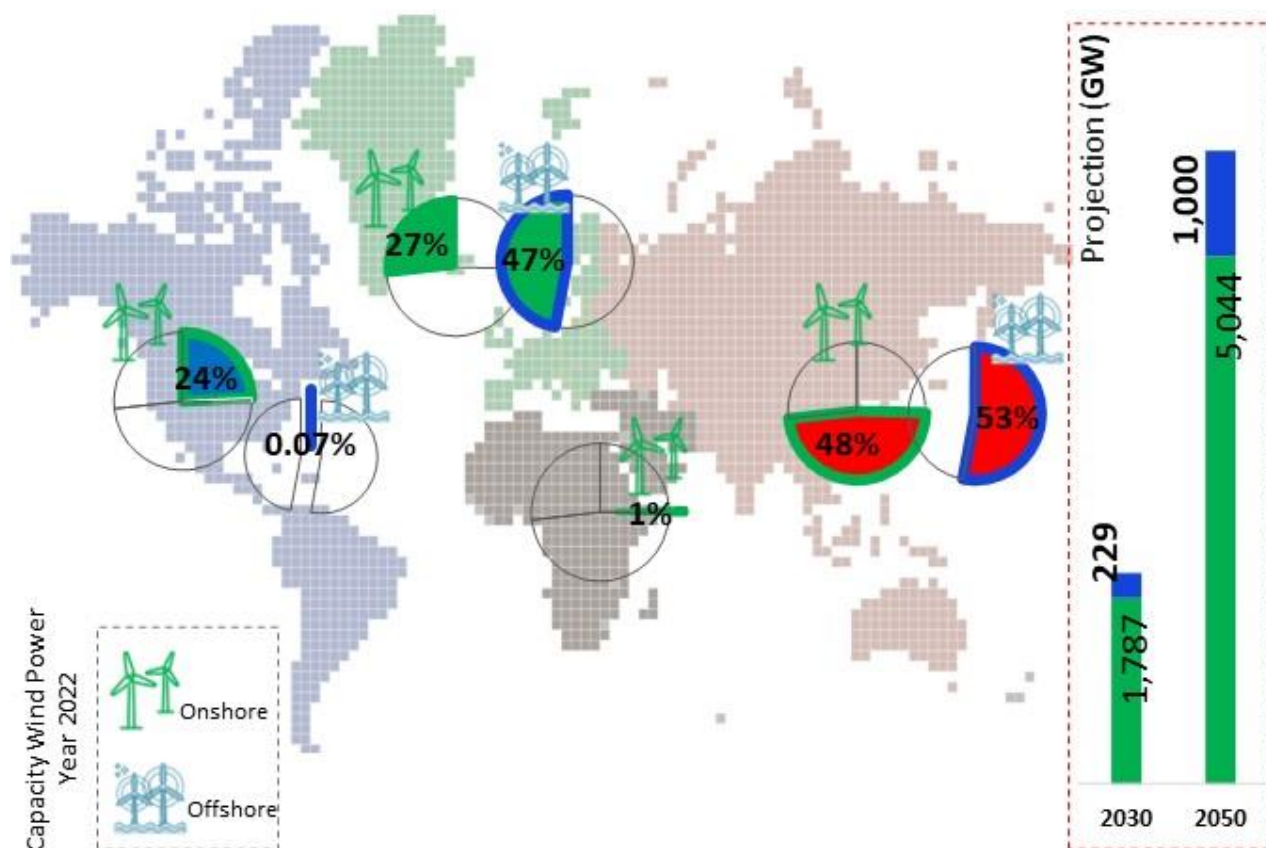 27%
47%
24%
0.07%
1%
48%
53%
Capacity Wind Power
Year 2022
Onshore
Offshore
Projection (GW)
229
1,787
1,000
5,044
2030
2050